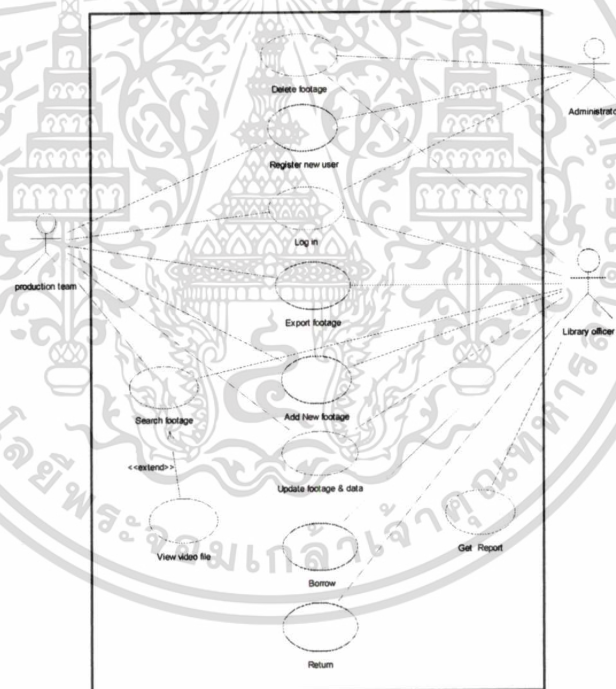 Delete footage
Administrato
Register new user
Log in
production team
Export footage
Library officer
Search footage
Add New footage
<<extend>>
Update footage & data
View video file
Get Report
Borrow
Return